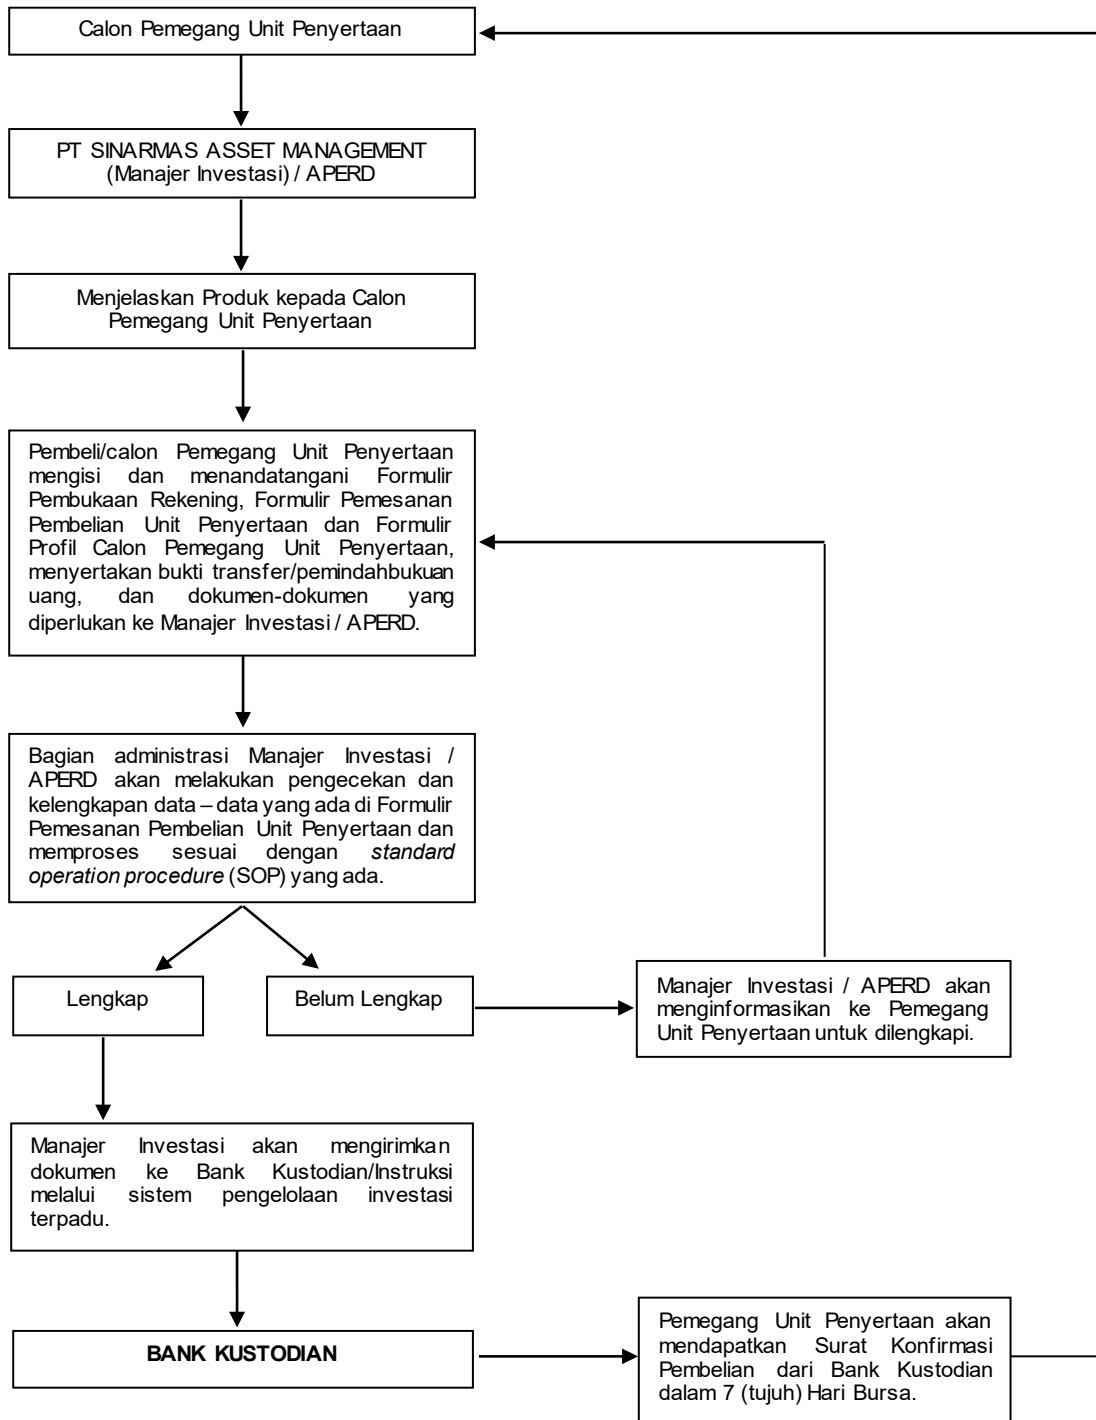 Calon Pemegang Unit Penyertaan
PT SINARMAS ASSET MANAGEMENT
(Manajer Investasi) / APERD
Menjelaskan Produk kepada Calon
Pemegang Unit Penyertaan
Pembeli/calon Pemegang Unit Penyertaan
mengisi dan menandatangani Formulir
Pembukaan Rekening, Formulir Pemesanan
Pembelian Unit Penyertaan dan Formulir
Profil Calon Pemegang Unit Penyertaan,
menyertakan bukti transfer/pemindahbukuan
uang, dan dokumen-dokumen yang
diperlukan ke Manajer Investasi / APERD.
Bagian administrasi Manajer Investasi /
APERD akan melakukan pengecekan dan
kelengkapan data – data yang ada di Formulir
Pemesanan Pembelian Unit Penyertaan dan
memproses sesuai dengan standard
operation procedure (SOP) yang ada.
Lengkap
Belum Lengkap
Manajer Investasi / APERD akan
menginformasikan ke Pemegang
Unit Penyertaan untuk dilengkapi.
Manajer Investasi akan mengirimkan
dokumen ke Bank Kustodian/Instruksi
melalui sistem pengelolaan investasi
terpadu.
BANK KUSTODIAN
Pemegang Unit Penyertaan akan
mendapatkan Surat Konfirmasi
Pembelian dari Bank Kustodian
dalam 7 (tujuh) Hari Bursa.